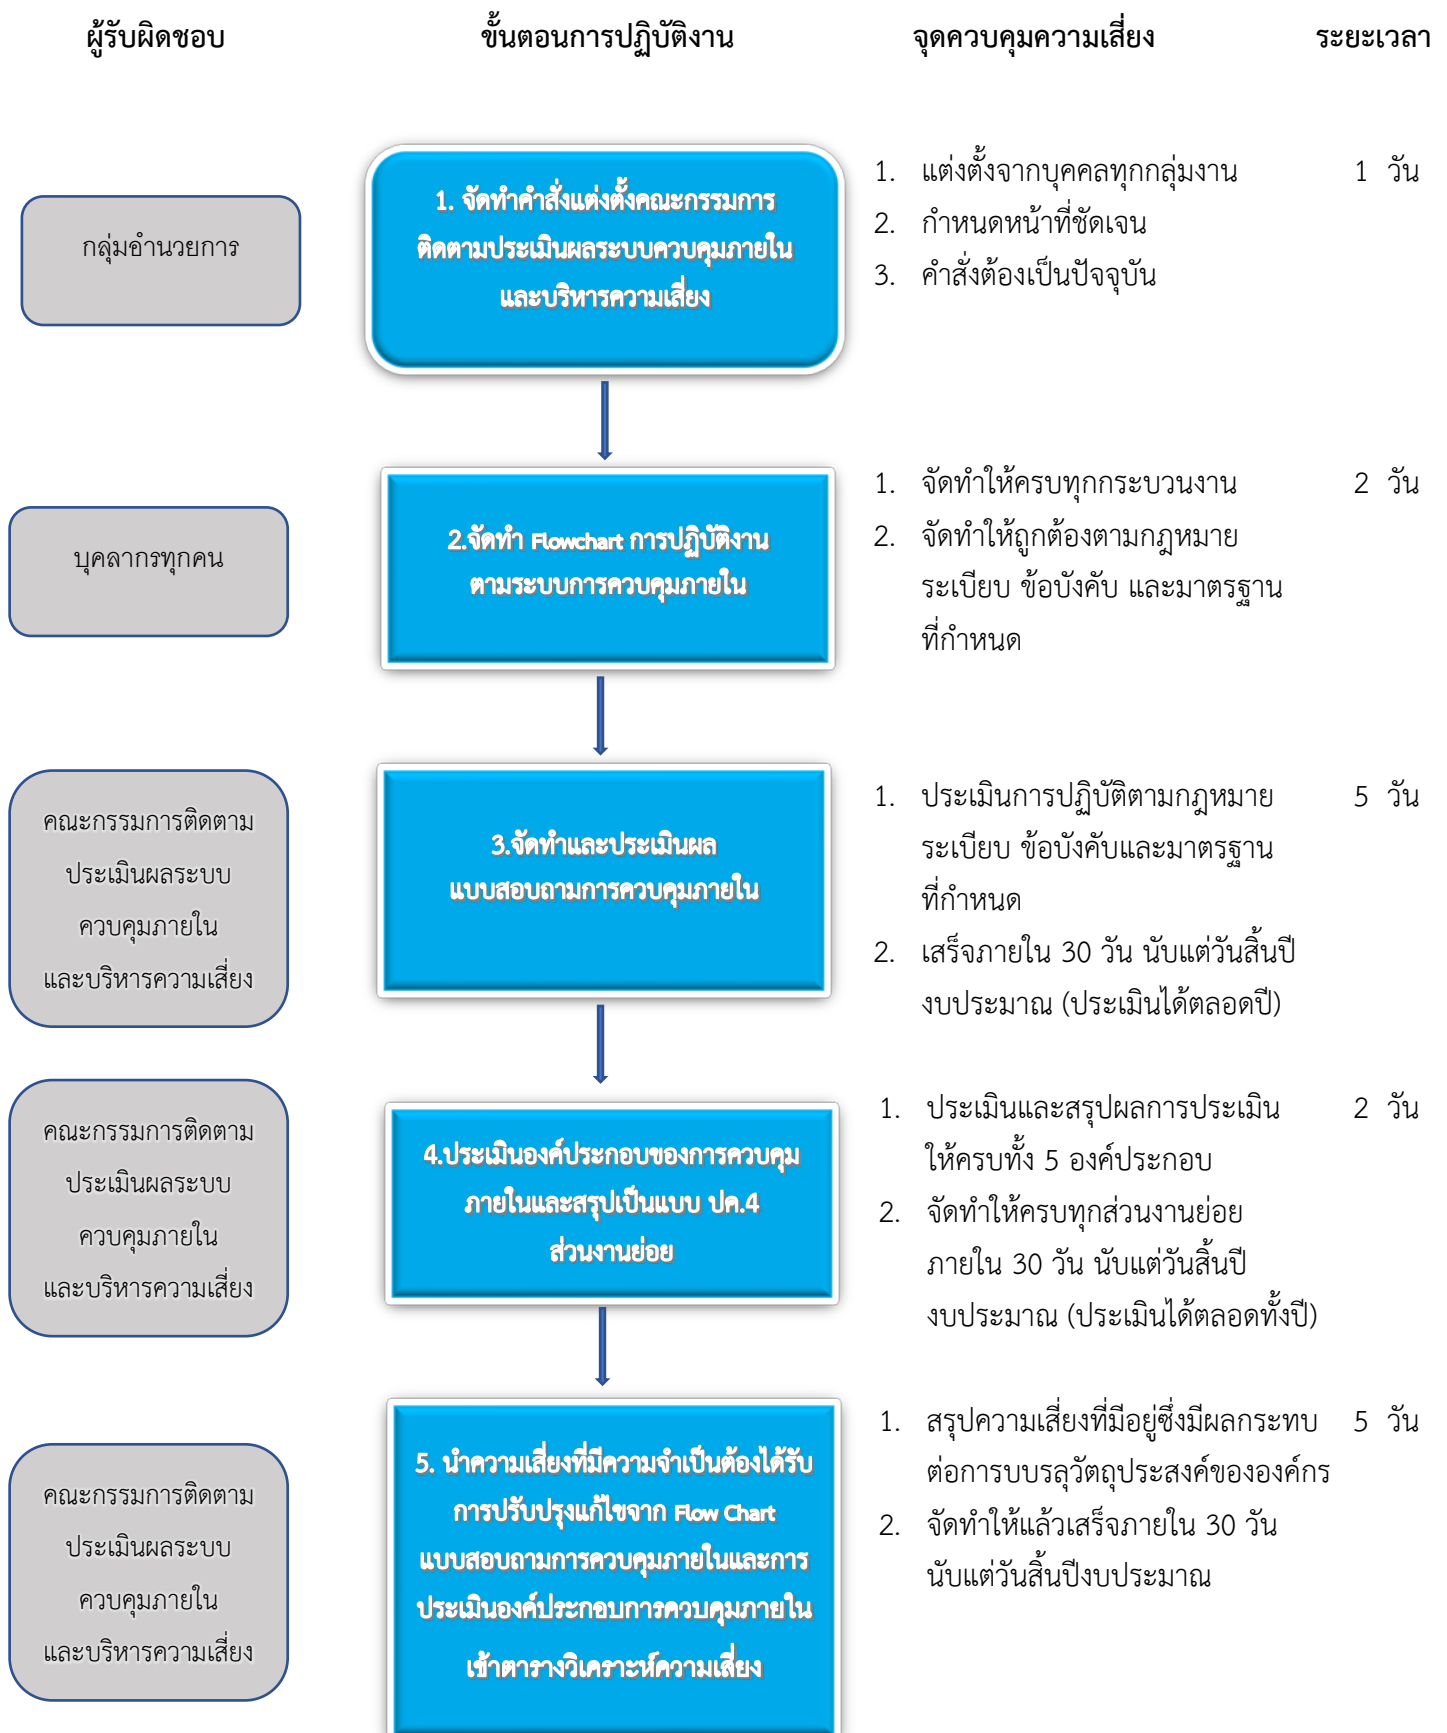 ผู้รับผิดชอบ ขั้นตอนการปฏิบัติงาน จุดควบคุมความเสี่ยง ระยะเวลา
กลุ่มอำนวยการ
1. จัดทำคำสั่งแต่งตั้งคณะกรรมการ
ติดตามประเมินผลระบบควบคุมภายใน
และบริหารความเสี่ยง
1. แต่งตั้งจากบุคคลทุกกลุ่มงาน
2. กำหนดหน้าที่ชัดเจน
3. คำสั่งต้องเป็นปัจจุบัน
1 วัน
บุคลากรทุกคน
2.จัดทำ Flowchart การปฏิบัติงาน
ตามระบบการควบคุมภายใน
1. จัดทำให้ครบทุกกระบวนงาน
2. จัดทำให้ถูกต้องตามกฎหมาย
ระเบียบ ข้อบังคับ และมาตรฐาน
ที่กำหนด
2 วัน
คณะกรรมการติดตาม
ประเมินผลระบบ
ควบคุมภายใน
และบริหารความเสี่ยง
3.จัดทำและประเมินผล
แบบสอบถามการควบคุมภายใน
1. ประเมินการปฏิบัติตามกฎหมาย
ระเบียบ ข้อบังคับและมาตรฐาน
ที่กำหนด
2. เสร็จภายใน 30 วัน นับแต่วันสิ้นปี
งบประมาณ (ประเมินได้ตลอดปี)
5 วัน
คณะกรรมการติดตาม
ประเมินผลระบบ
ควบคุมภายใน
และบริหารความเสี่ยง
4.ประเมินองค์ประกอบของการควบคุม
ภายในและสรุปเป็นแบบ ปค.4
ส่วนงานย่อย
1. ประเมินและสรุปผลการประเมิน
ให้ครบทั้ง 5 องค์ประกอบ
2. จัดทำให้ครบทุกส่วนงานย่อย
ภายใน 30 วัน นับแต่วันสิ้นปี
งบประมาณ (ประเมินได้ตลอดทั้งปี)
2 วัน
คณะกรรมการติดตาม
ประเมินผลระบบ
ควบคุมภายใน
และบริหารความเสี่ยง
5. นำความเสี่ยงที่มีความจำเป็นต้องได้รับ
การปรับปรุงแก้ไขจาก Flow Chart
แบบสอบถามการควบคุมภายในและการ
ประเมินองค์ประกอบการควบคุมภายใน
เข้าตารางวิเคราะห์ความเสี่ยง
1. สรุปความเสี่ยงที่มีอยู่ซึ่งมีผลกระทบ
ต่อการบบรลุวัตถุประสงค์ขององค์กร
2. จัดทำให้แล้วเสร็จภายใน 30 วัน
นับแต่วันสิ้นปีงบประมาณ
5 วัน